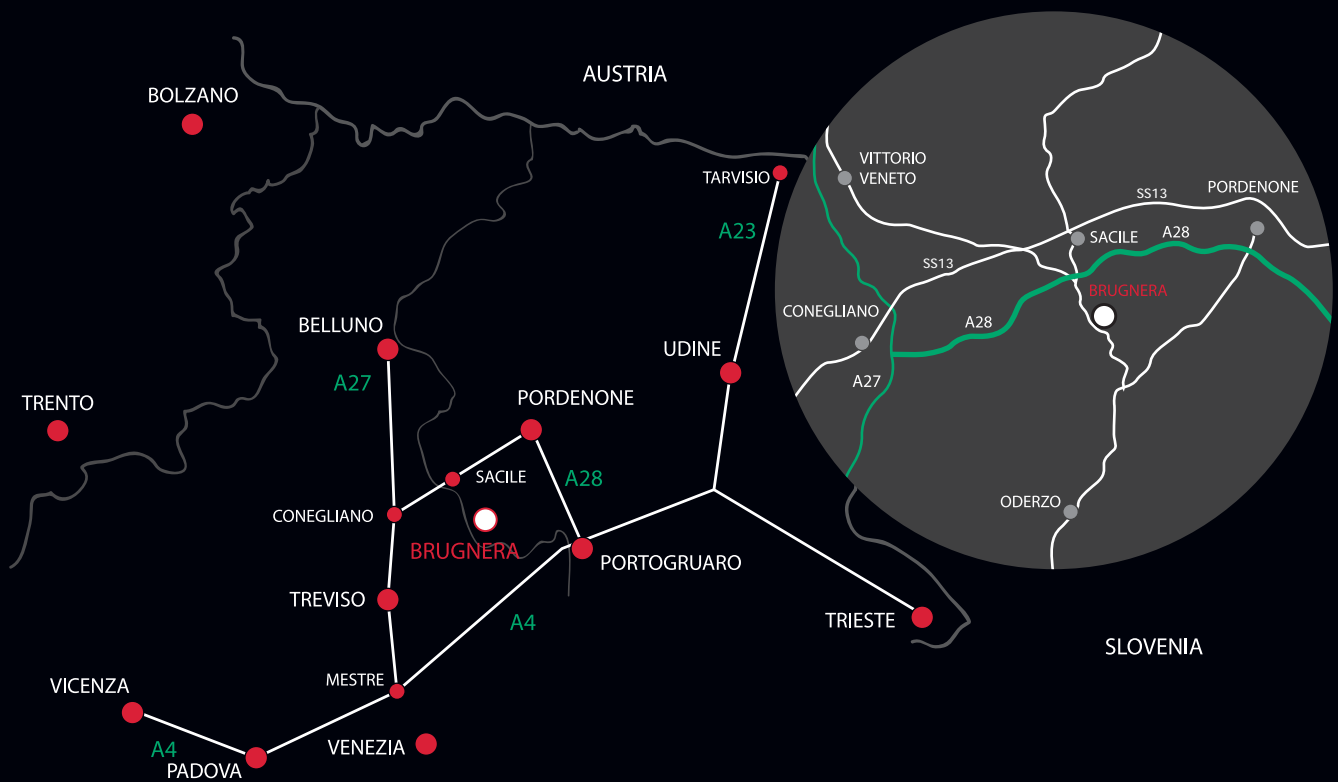 AUSTRIA
BOLZANO
TARVISIO
A23
BELLUNO
A27
UDINE
TRENTO
PORDENONE
SACILE
A28
CONEGLIANO
BRUGNERA
PORTOGRUARO
TREVISO
A4
TRIESTE
SLOVENIA
MESTRE
VICENZA
VENEZIA
A4
PADOVA
VITTORIO
VENETO
SS13
PORDENONE
SACILE
A28
SS13
BRUGNERA
CONEGLIANO
A28
A27
ODERZO